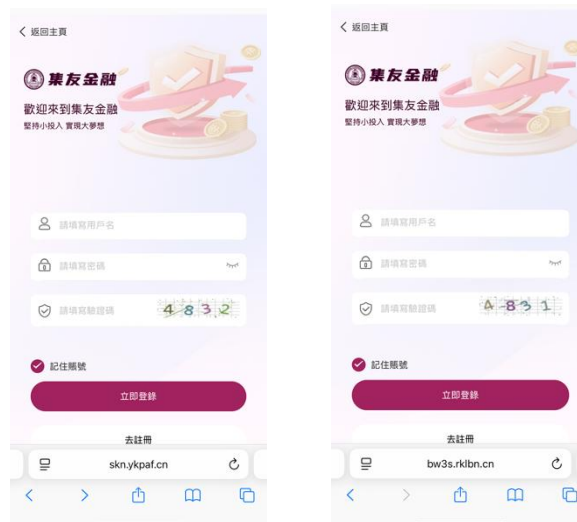 返回主頁
集友金融
歡迎來到集友金融
堅持小投入 實現大夢想
請填寫用戶名
請填寫密碼
請填寫驗證碼
4832
記住賬號
立即登錄
去註冊
skn.ykpaf.cn
返回主頁
集友金融
歡迎來到集友金融
堅持小投入 實現大夢想
請填寫用戶名
請填寫密碼
請填寫驗證碼
4831
記住賬號
立即登錄
去註冊
bw3s.rklbn.cn